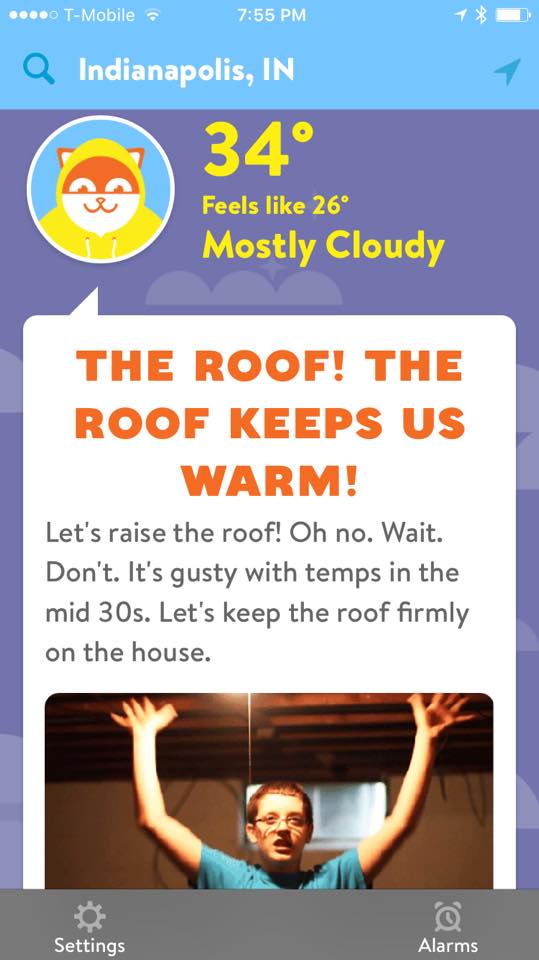 T-Mobile 7:55 PM
Indianapolis, IN
34°
Feels like 26°
Mostly Cloudy
THE ROOF! THE
ROOF KEEPS US
WARM!
Let's raise the roof! Oh no. Wait.
Don't. It's gusty with temps in the
mid 30s. Let's keep the roof firmly
on the house.
Settings Alarms